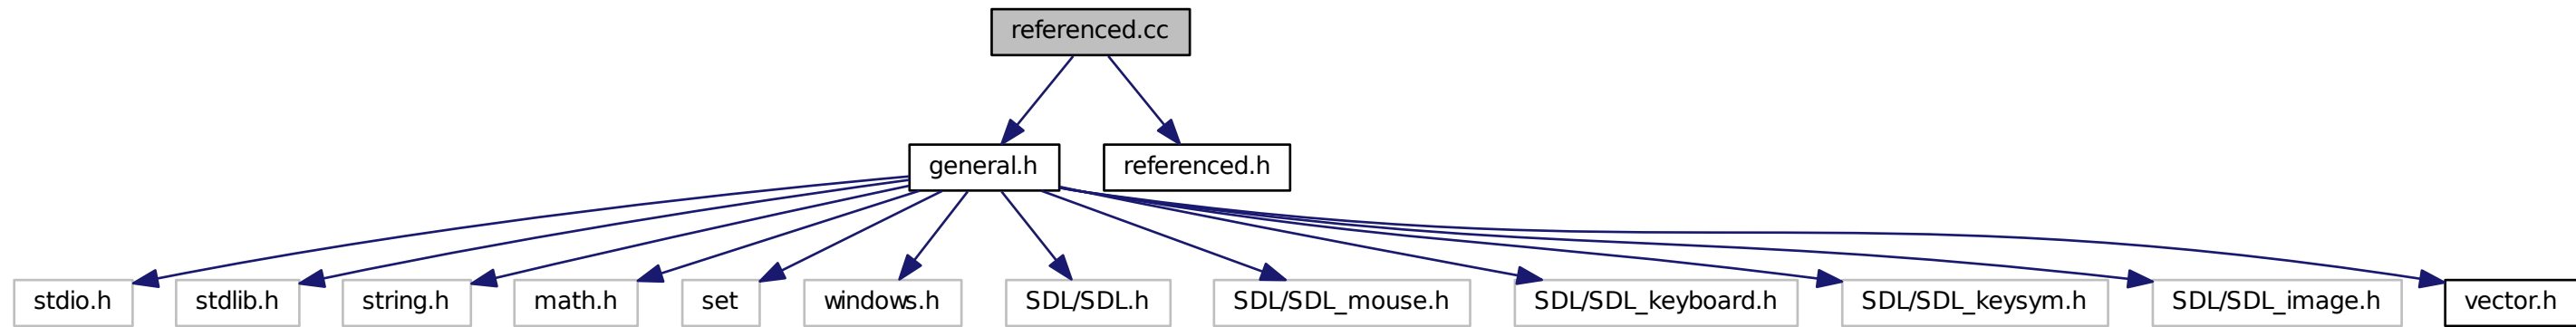 referenced.cc
general.h
referenced.h
stdio.h
stdlib.h
string.h
math.h
set
windows.h
SDL/SDL.h
SDL/SDL_mouse.h
SDL/SDL_keyboard.h
SDL/SDL_keysym.h
SDL/SDL_image.h
vector.h